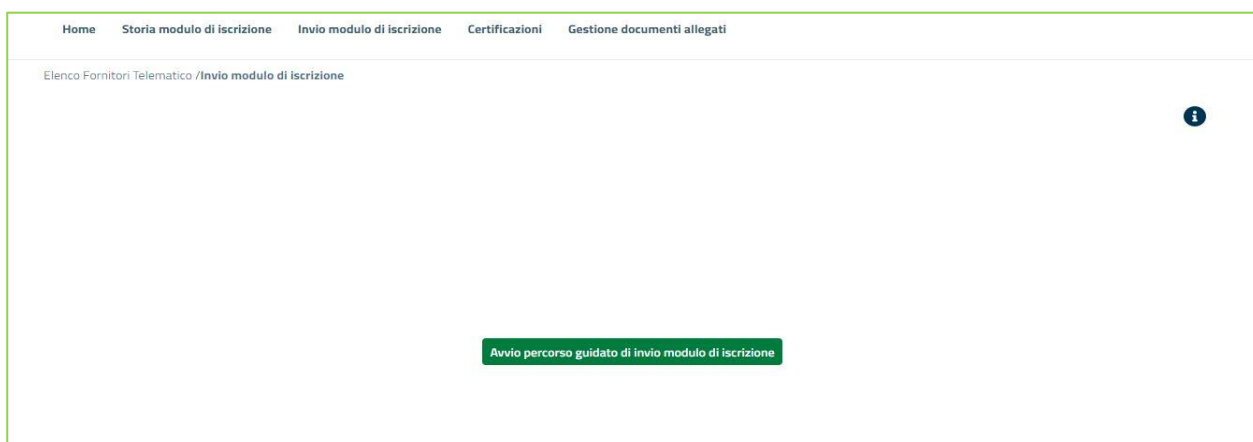 Home Storia modulo di iscrizione Invio modulo di iscrizione Certificazioni Gestione documenti allegati
Elenco Fornitori Telematico /Invio modulo di iscrizione
Avvio percorso guidato di invio modulo di iscrizione